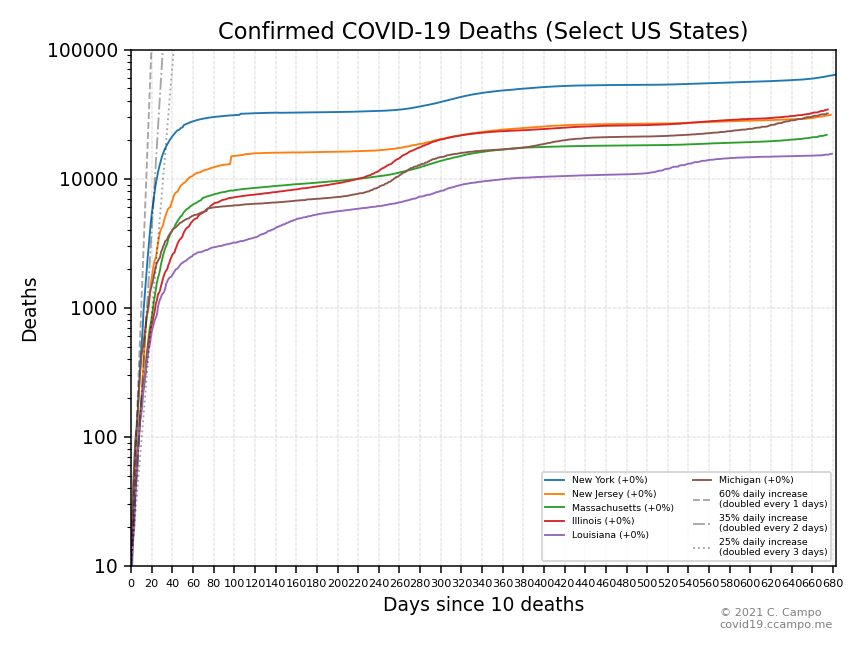 Confirmed COVID-19 Deaths (Select US States)
100000
10000
1000
100
10
Deaths
0 20 40 60 80 100 120 140 160 180 200 220 240 260 280 300 320 340 360 380 400 420 440 460 480 500 520 540 560 580 600 620 640 660 680
Days since 10 deaths
New York (+0%)
New Jersey (+0%)
Massachusetts (+0%)
Illinois (+0%)
Louisiana (+0%)
Michigan (+0%)
60% daily increase
(doubled every 1 days)
35% daily increase
(doubled every 2 days)
25% daily increase
(doubled every 3 days)
© 2021 C. Campo
covid19.ccampo.me